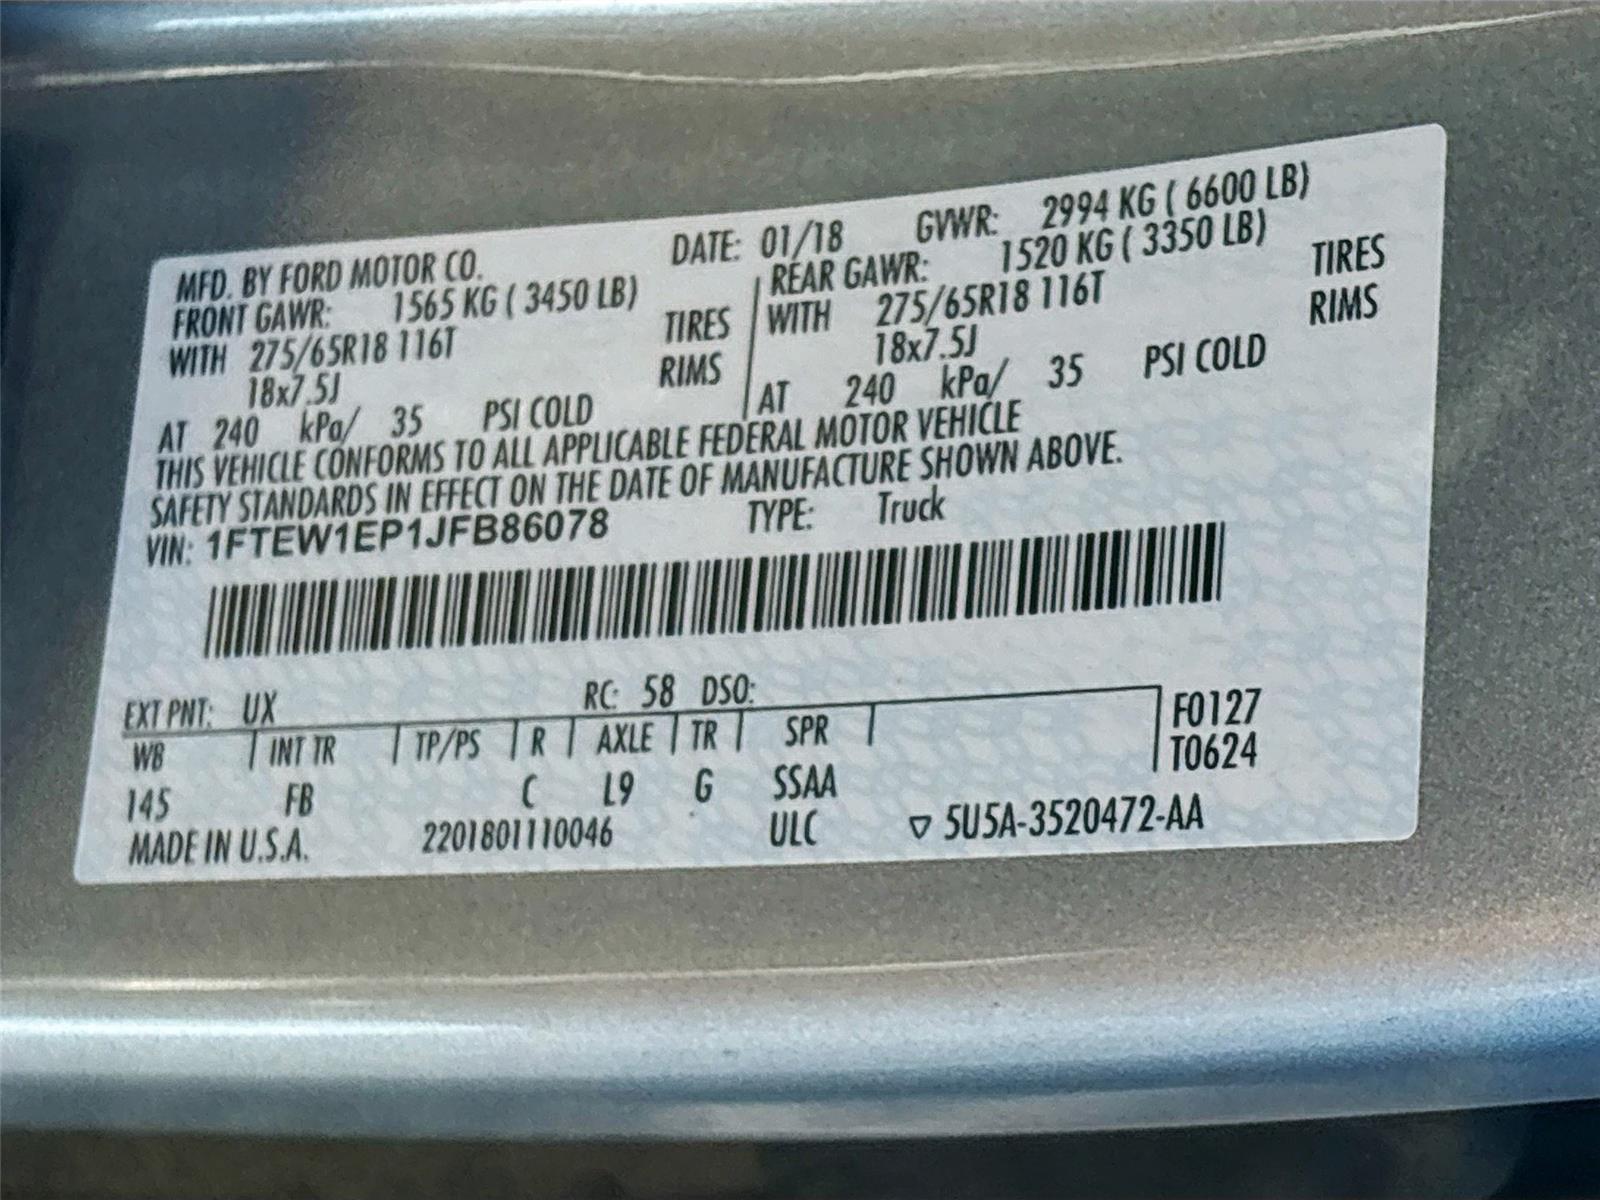 MFD. BY FORD MOTOR CO. DATE: 01/18 GVWR: 2994 KG ( 6600 LB)
FRONT GAWR: 1565 KG ( 3450 LB) REAR GAWR: 1520 KG ( 3350 LB)
WITH 275/65R18 116T TIRES WITH 275/65R18 116T TIRES
18x7.5J RIMS 18x7.5J RIMS
AT 240 kPa/ 35 PSI COLD AT 240 kPa/ 35 PSI COLD
THIS VEHICLE CONFORMS TO ALL APPLICABLE FEDERAL MOTOR VEHICLE
SAFETY STANDARDS IN EFFECT ON THE DATE OF MANUFACTURE SHOWN ABOVE.
VIN: 1FTEW1EP1JFB86078 TYPE: Truck
EXT PNT: UX RC: 58 DSO:
WB INT TR TP/PS R AXLE TR SPR F0127
T0624
145 FB C L9 G SSAA
MADE IN U.S.A. 2201801110046 ULC ▽ 5U5A-3520472-AA